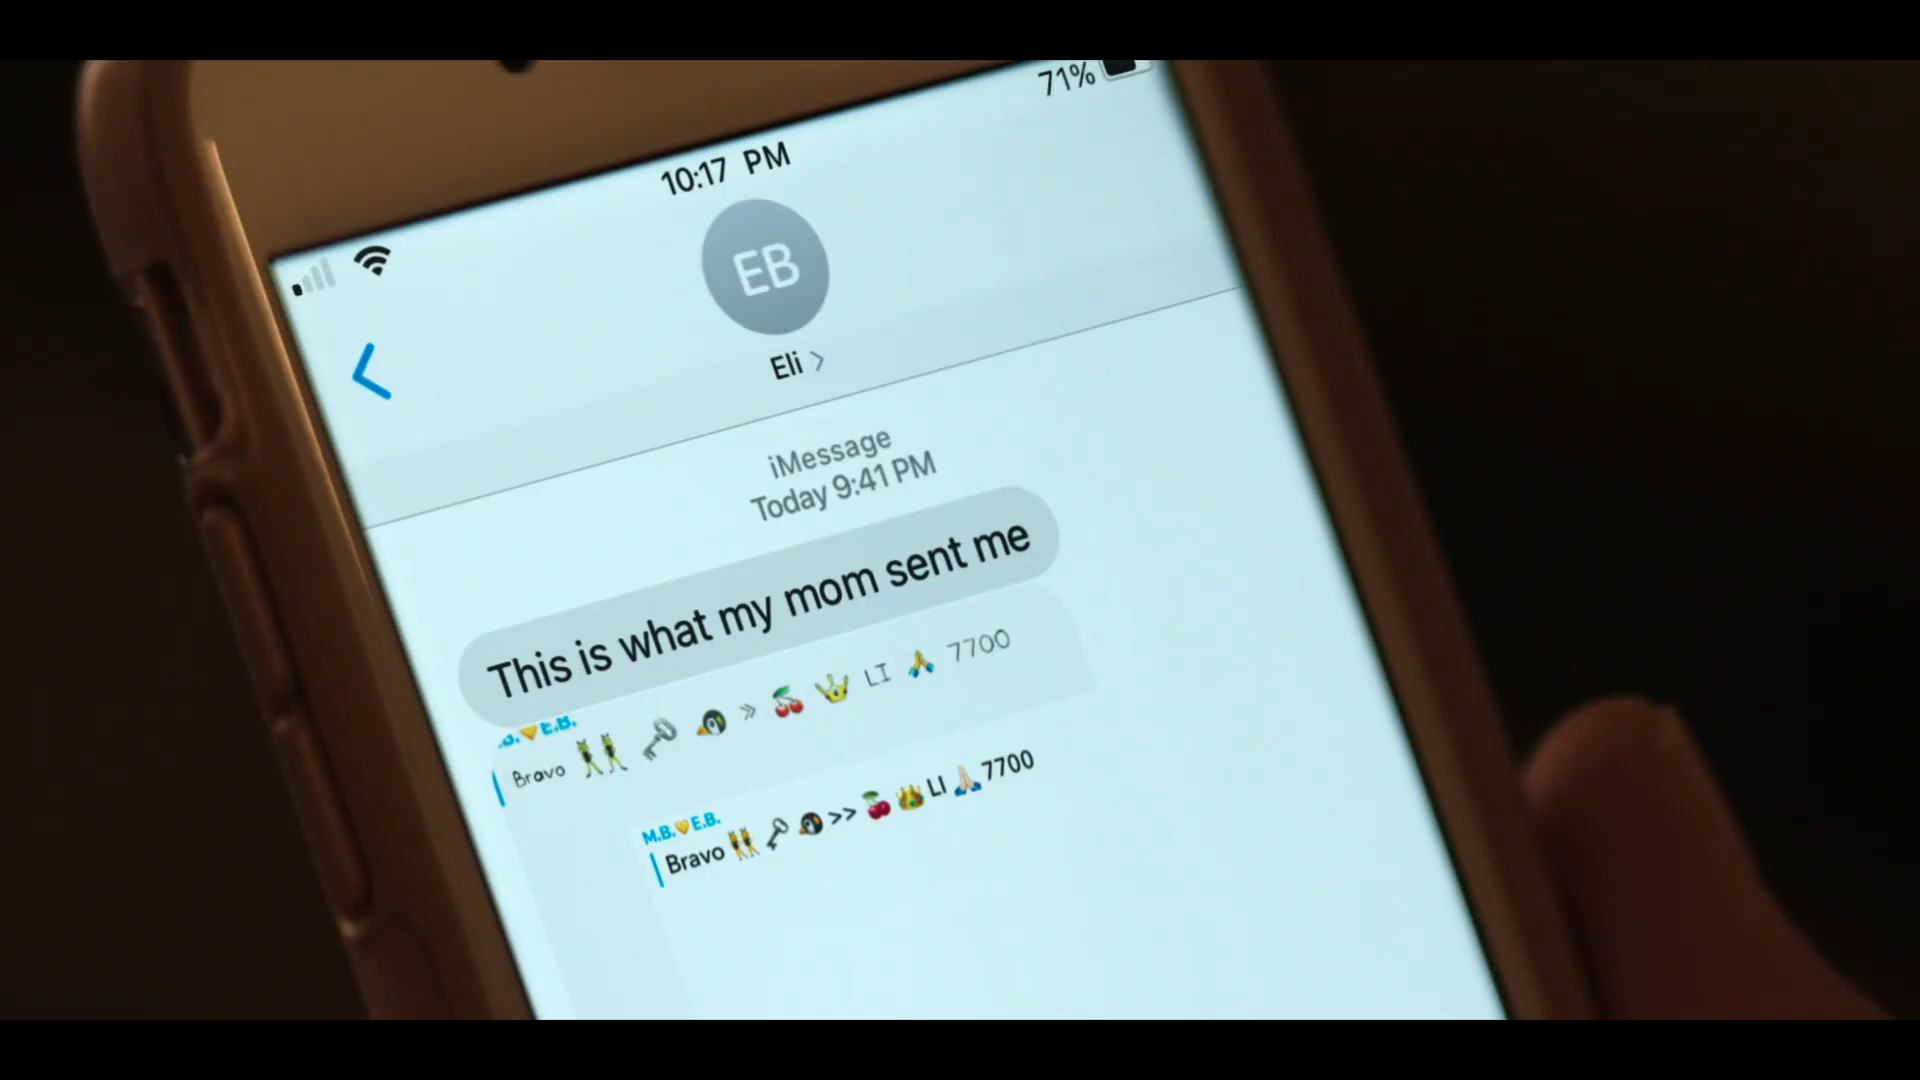 71%
10:17 PM
EB
Eli >
iMessage
Today 9:41 PM
This is what my mom sent me
.B.💛E.B.
Bravo 👯 🗝 🐧 » 🍒 👑 LI 🙏 7700
M.B.💛E.B.
Bravo 👯 🗝 🐧 >> 🍒 👑 LI 🙏🏻 7700